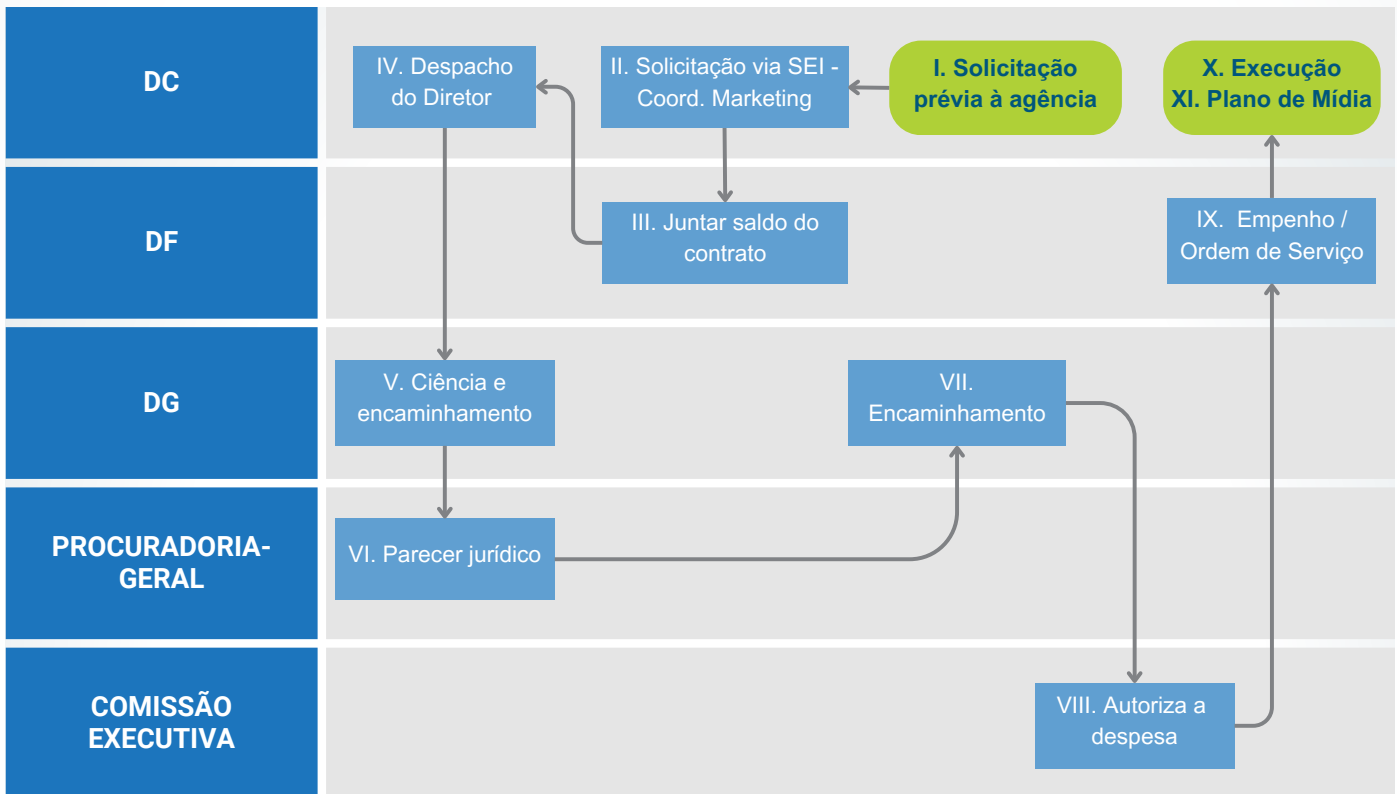 DC
IV. Despacho
do Diretor
II. Solicitação via SEI -
Coord. Marketing
I. Solicitação
prévia à agência
X. Execução
XI. Plano de Mídia
DF
III. Juntar saldo do
contrato
IX. Empenho /
Ordem de Serviço
DG
V. Ciência e
encaminhamento
VII.
Encaminhamento
PROCURADORIA-
GERAL
VI. Parecer jurídico
COMISSÃO
EXECUTIVA
VIII. Autoriza a
despesa